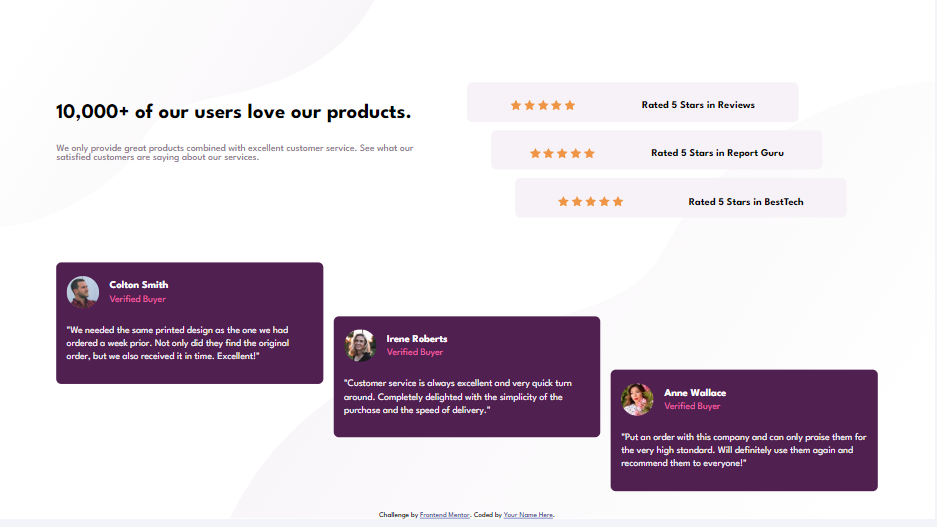 10,000+ of our users love our products.
We only provide great products combined with excellent customer service. See what our
satisfied customers are saying about our services.
Rated 5 Stars in Reviews
Rated 5 Stars in Report Guru
Rated 5 Stars in BestTech
Colton Smith
Verified Buyer
"We needed the same printed design as the one we had
ordered a week prior. Not only did they find the original
order, but we also received it in time. Excellent!"
Irene Roberts
Verified Buyer
"Customer service is always excellent and very quick turn
around. Completely delighted with the simplicity of the
purchase and the speed of delivery."
Anne Wallace
Verified Buyer
"Put an order with this company and can only praise them for
the very high standard. Will definitely use them again and
recommend them to everyone!"
Challenge by Frontend Mentor. Coded by Your Name Here.